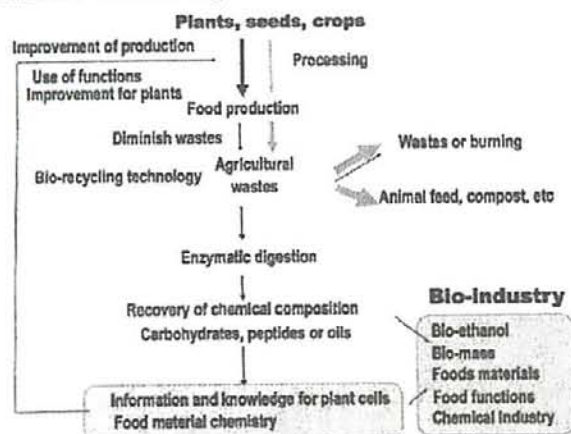 Plants, seeds, crops
Improvement of production
Processing
Use of functions
Improvement for plants
Food production
Diminish wastes
Wastes or burning
Bio-recycling technology
Agricultural
wastes
Animal feed, compost, etc
Enzymatic digestion
Recovery of chemical composition
Carbohydrates, peptides or oils
Bio-industry
Bio-ethanol
Bio-mass
Foods materials
Food functions
Chemical Industry
Information and knowledge for plant cells
Food material chemistry